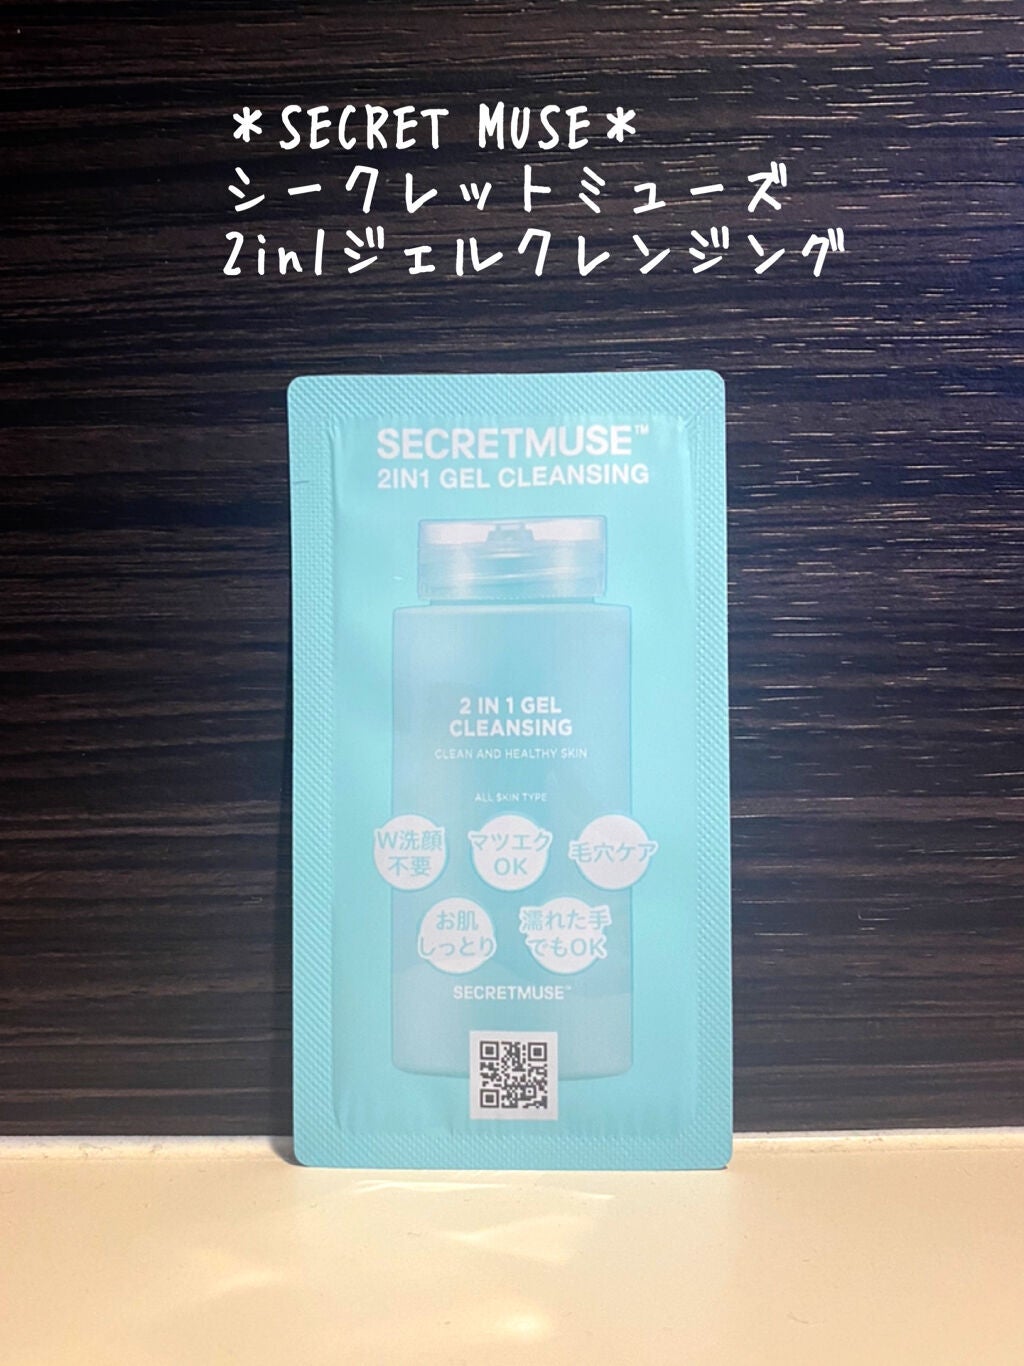 *SECRET MUSE*
シークレットミューズ
2in1ジェルクレンジング
SECRETMUSE™
2IN1 GEL CLEANSING
2 IN 1 GEL
CLEANSING
CLEAN AND HEALTHY SKIN
ALL SKIN TYPE
W洗顔
不要
マツエク
OK
毛穴ケア
お肌
しっとり
濡れた手
でもOK
SECRETMUSE™